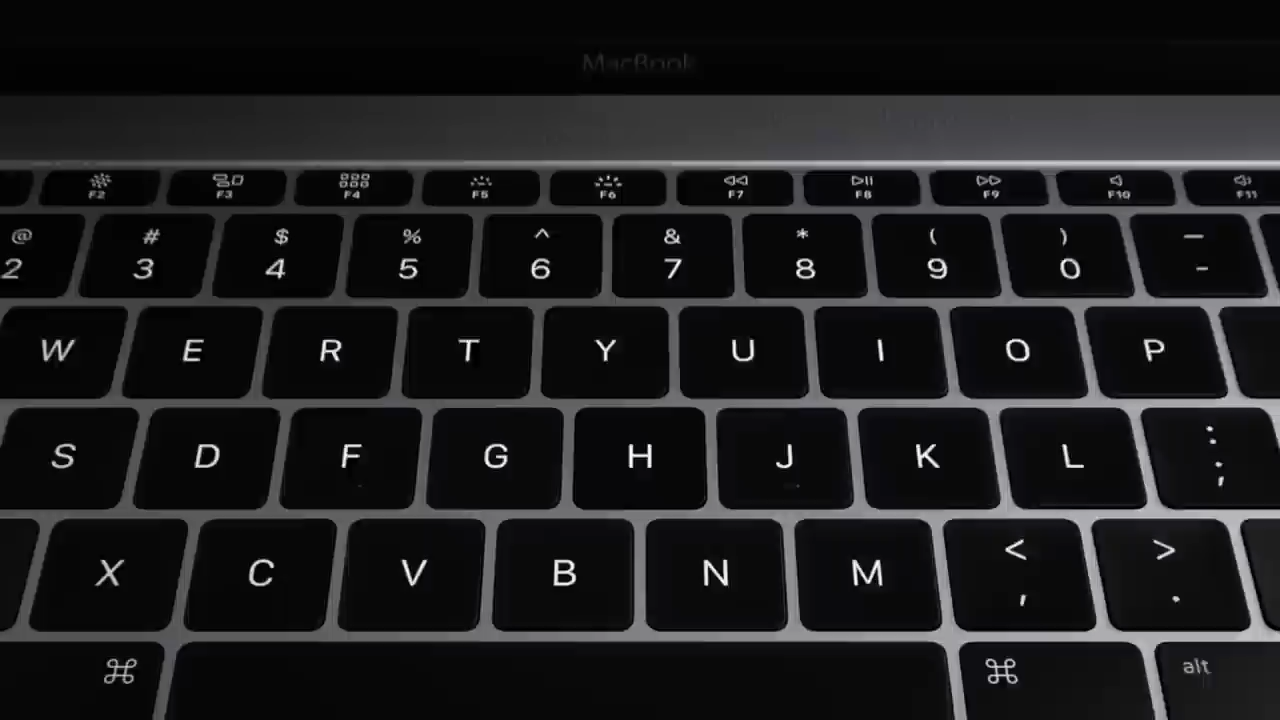 MacBook
F2 F3 F4 F5 F6 F7 F8 F9 F10 F11
@ # $ % ^ & * ( ) —
2 3 4 5 6 7 8 9 0 -
W E R T Y U I O P
S D F G H J K L : ;
X C V B N M < , > .
⌘ ⌘ alt